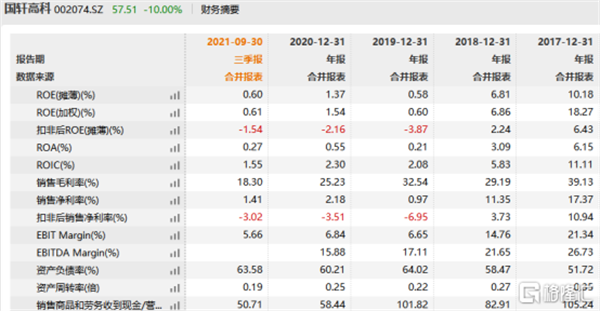 国轩高科 002074.SZ 57.51 -10.00% 财务摘要
2021-09-30 2020-12-31 2019-12-31 2018-12-31 2017-12-31
报告期 三季报 年报 年报 年报 年报
数据来源 合并报表 合并报表 合并报表 合并报表 合并报表
ROE(摊薄)(%) 0.60 1.37 0.58 6.81 10.18
ROE(加权)(%) 0.61 1.54 0.60 6.86 18.27
扣非后ROE(摊薄)(%) -1.54 -2.16 -3.87 2.24 6.43
ROA(%) 0.27 0.55 0.21 3.09 6.15
ROIC(%) 1.55 2.30 2.08 5.83 11.11
销售毛利率(%) 18.30 25.23 32.54 29.19 39.13
销售净利率(%) 1.41 2.18 0.97 11.35 17.37
扣非后销售净利率(%) -3.02 -3.51 -6.95 3.73 10.94
EBIT Margin(%) 5.66 6.84 6.65 14.76 21.34
EBITDA Margin(%) 15.88 17.11 21.65 26.73
资产负债率(%) 63.58 60.21 64.02 58.47 51.72
资产周转率(倍) 0.19 0.25 0.22 0.27
销售商品和劳务收到现金/营... 50.71 58.44 101.82 82.91 105.24
格隆汇